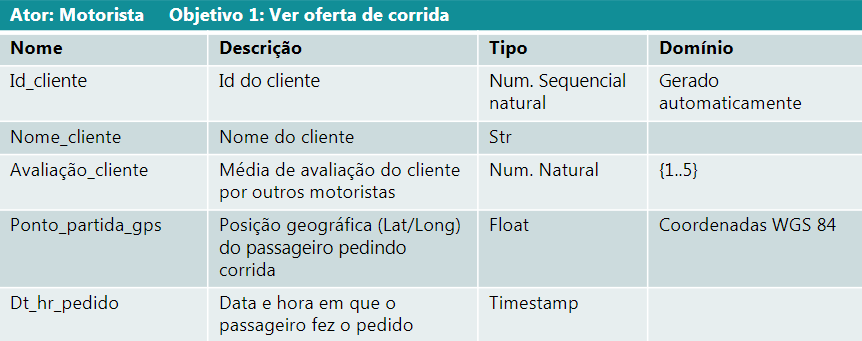 Ator: Motorista Objetivo 1: Ver oferta de corrida
Nome Descrição Tipo Domínio
Id_cliente Id do cliente Num. Sequencial natural Gerado automaticamente
Nome_cliente Nome do cliente Str
Avaliação_cliente Média de avaliação do cliente por outros motoristas Num. Natural {1..5}
Ponto_partida_gps Posição geográfica (Lat/Long) do passageiro pedindo corrida Float Coordenadas WGS 84
Dt_hr_pedido Data e hora em que o passageiro fez o pedido Timestamp